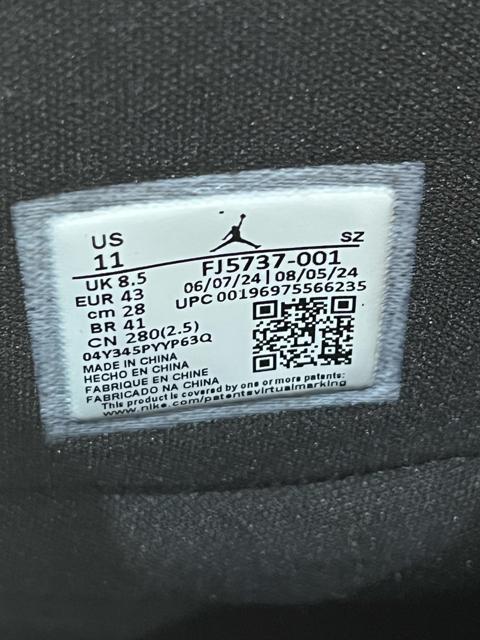 US
11
SZ
FJ5737-001
UK 8.5
06/07/24 | 08/05/24
EUR 43
UPC 00196975566235
cm 28
BR 41
CN 280(2.5)
04Y345PYYP63Q
MADE IN CHINA
HECHO EN CHINA
FABRIQUE EN CHINE
FABRICADO NA CHINA
This product is covered by one or more patents:
www.nike.com/patentsvirtualmarking